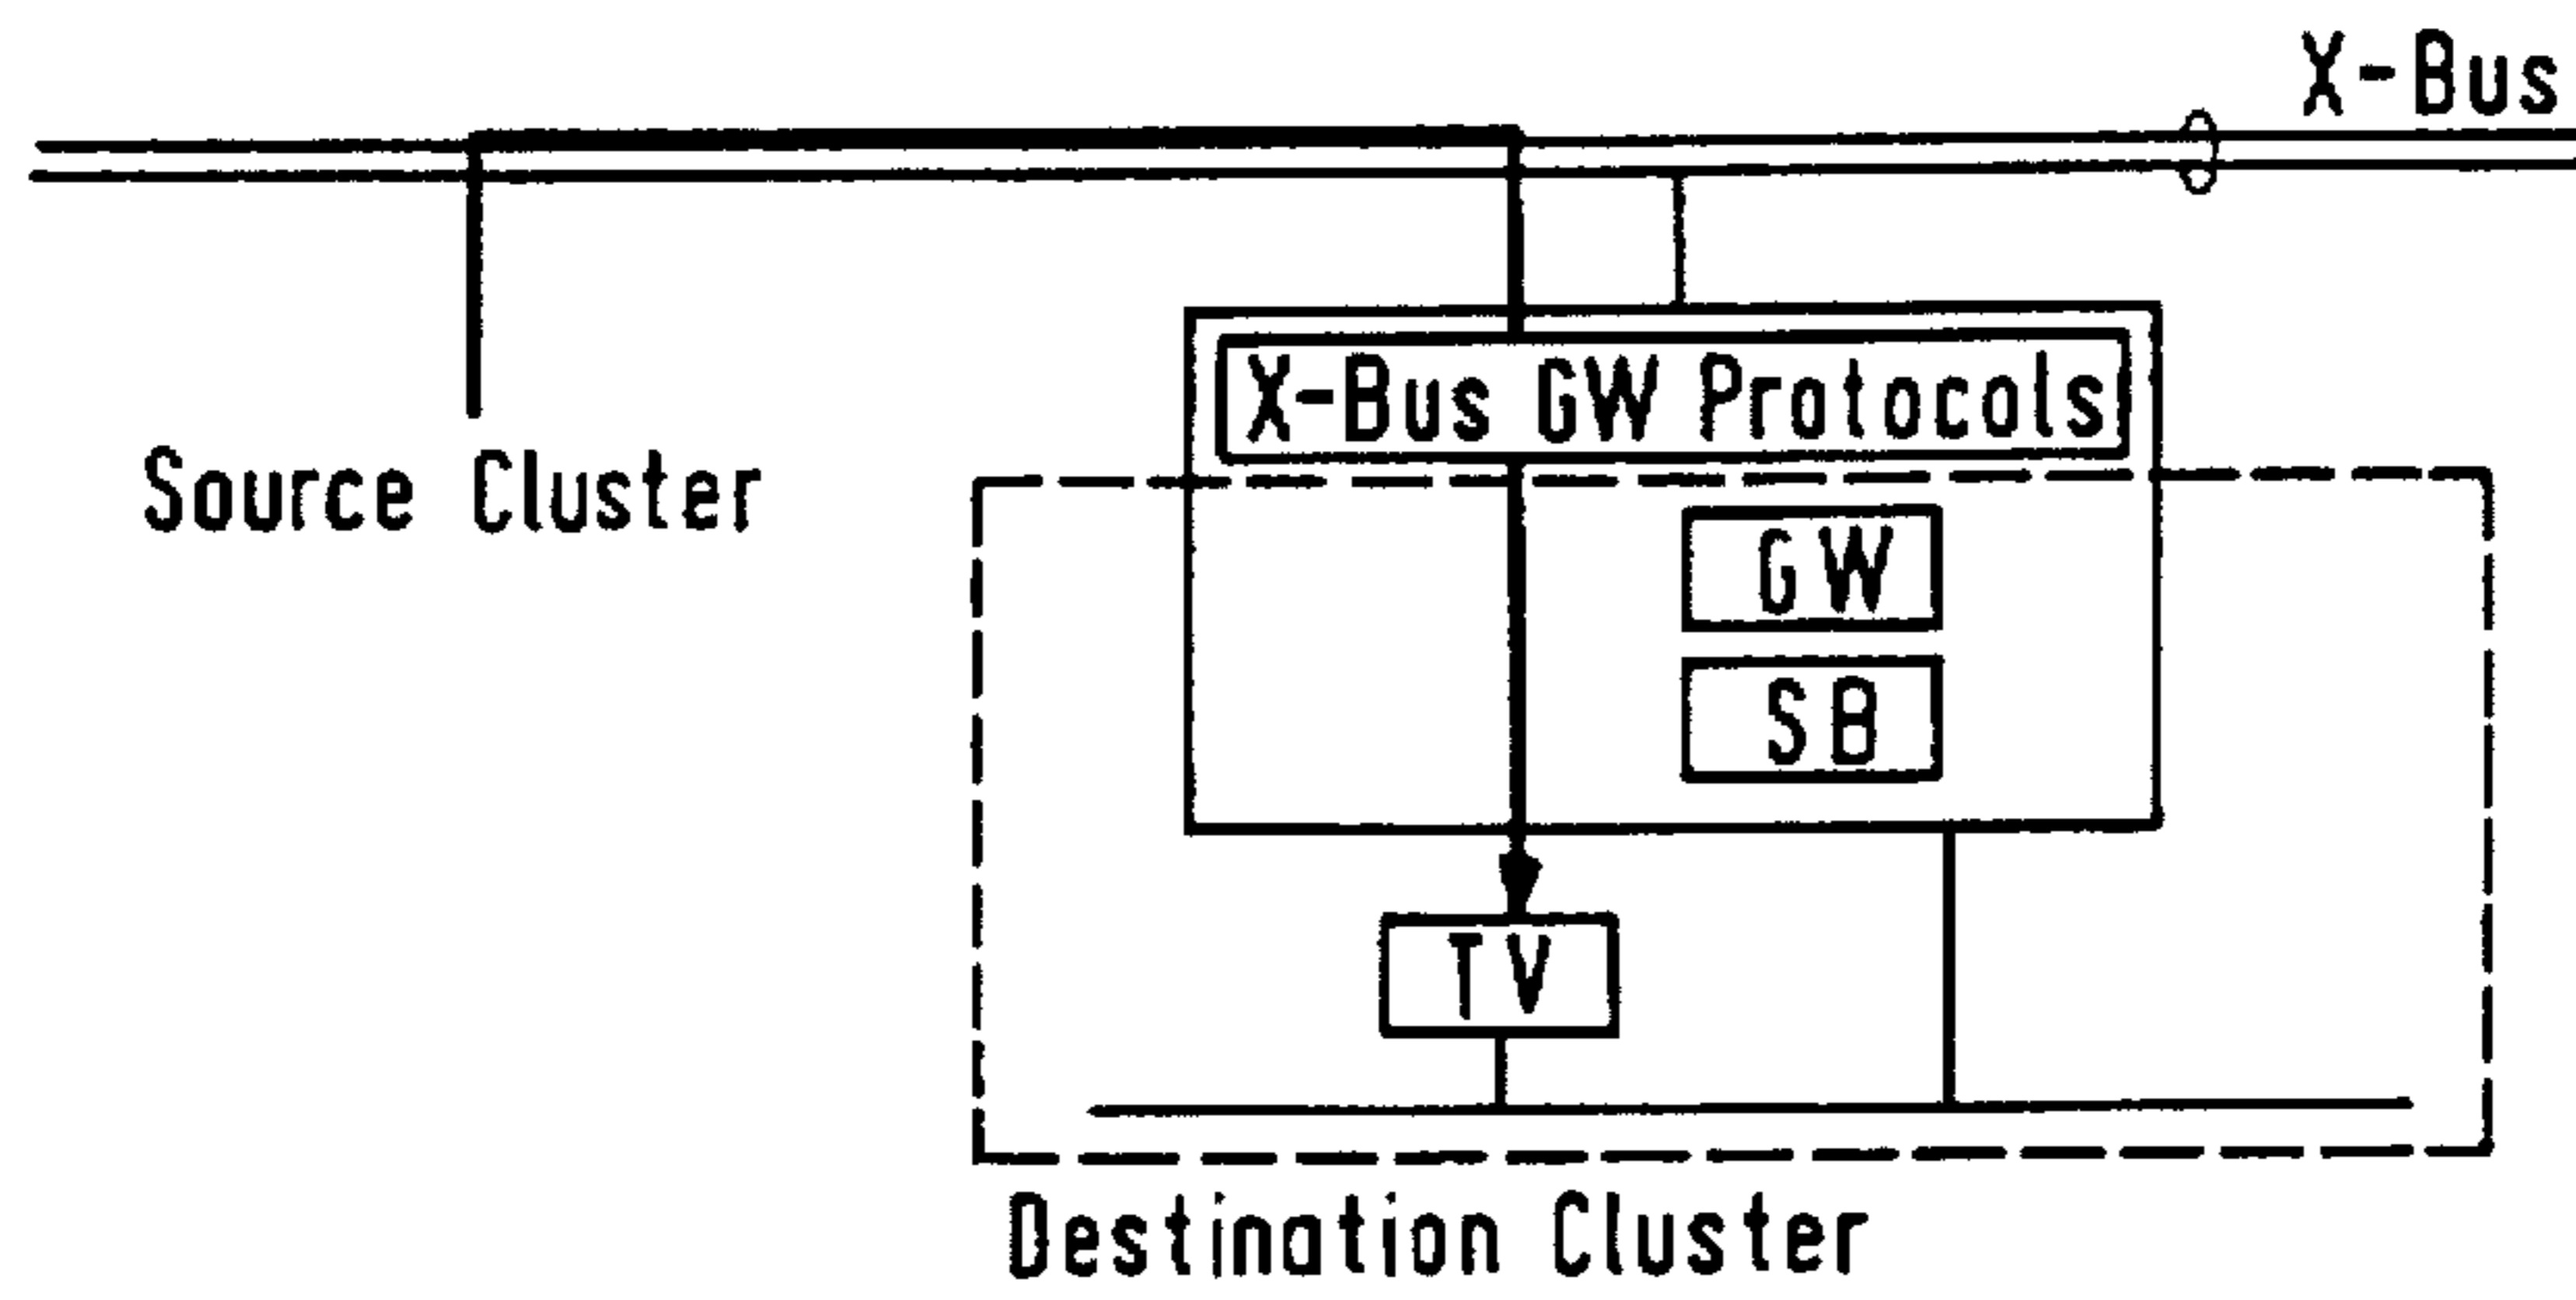 X-Bus
Source Cluster
X-Bus GW Protocols
GW
SB
TV
Destination Cluster